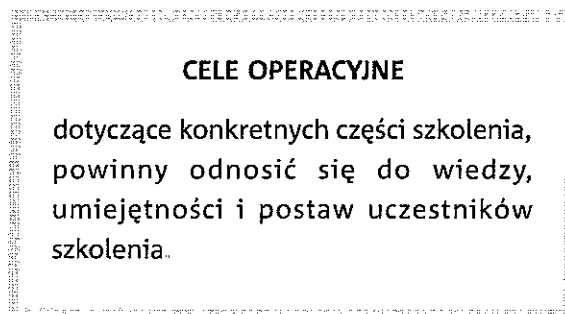 CELE OPERACYJNE
dotyczące konkretnych części szkolenia,
powinny odnosić się do wiedzy,
umiejętności i postaw uczestników
szkolenia.